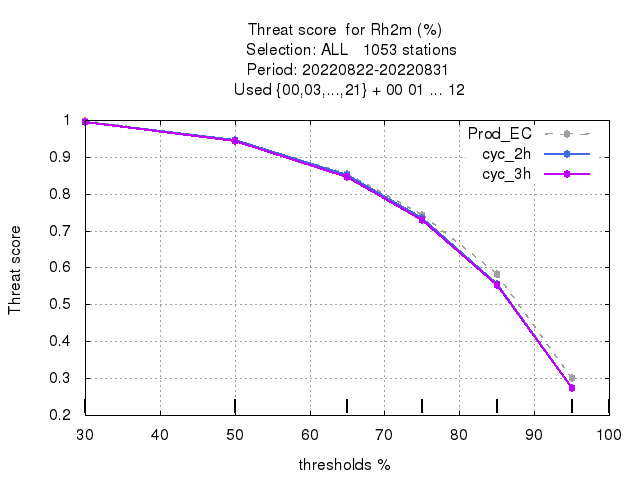 Threat score for Rh2m (%)
Selection: ALL 1053 stations
Period: 20220822-20220831
Used {00,03,...,21} + 00 01 ... 12
Prod_EC
cyc_2h
cyc_3h
Threat score
1
0.9
0.8
0.7
0.6
0.5
0.4
0.3
0.2
30 40 50 60 70 80 90 100
thresholds %